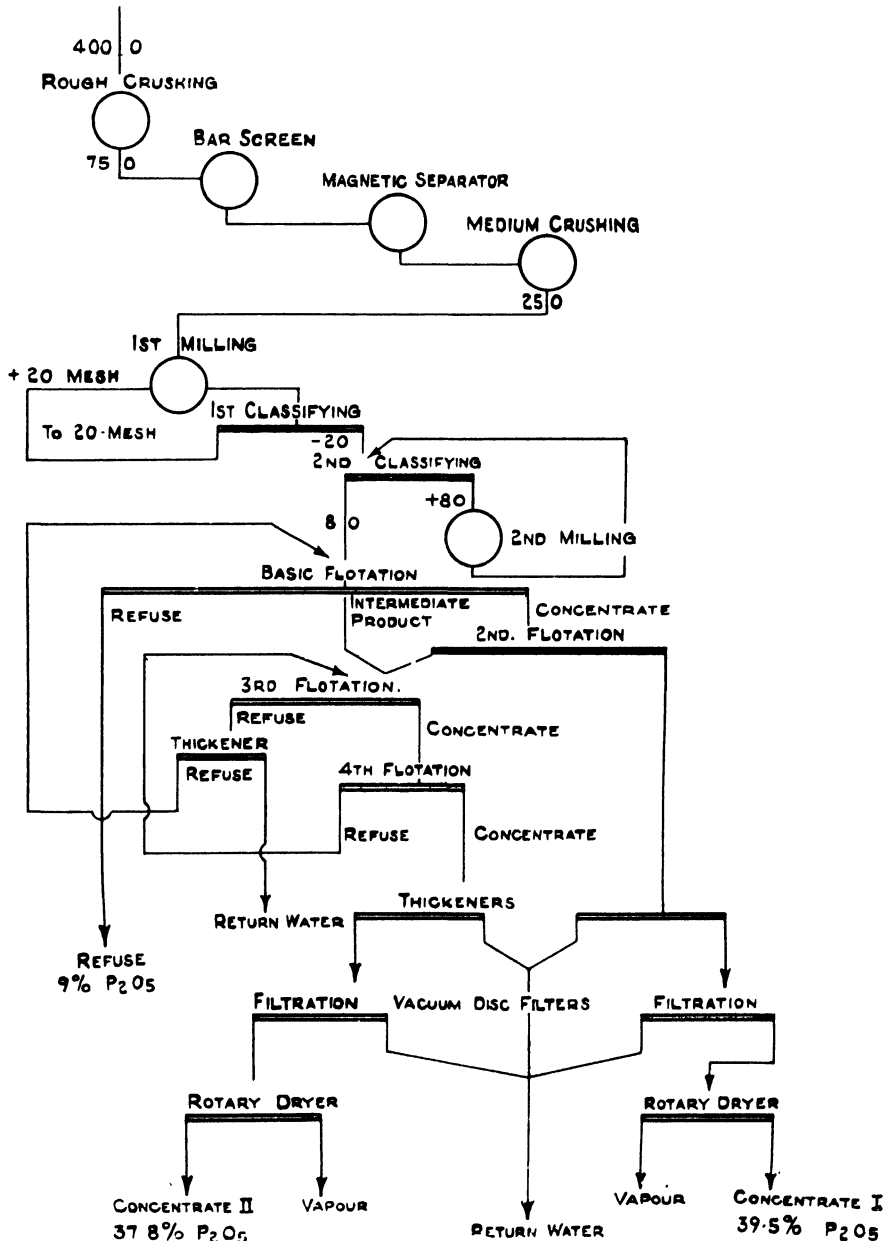 400 0
ROUGH CRUSKING
BAR SCREEN
75 0
MAGNETIC SEPARATOR
MEDIUM CRUSHING
25 0
1ST MILLING
+ 20 MESH
1ST CLASSIFYING
TO 20-MESH
-20
2ND CLASSIFYING
+80
8 0
2ND MILLING
BASIC FLOTATION
REFUSE
INTERMEDIATE
PRODUCT
CONCENTRATE
2ND. FLOTATION
3RD FLOTATION.
REFUSE
CONCENTRATE
THICKENER
REFUSE
4TH FLOTATION
REFUSE
CONCENTRATE
THICKENERS
RETURN WATER
REFUSE
9% P2O5
FILTRATION
VACUUM DISC FILTERS
FILTRATION
ROTARY DRYER
ROTARY DRYER
CONCENTRATE II
37 8% P2O5
VAPOUR
RETURN WATER
VAPOUR
CONCENTRATE I
39.5% P2O5